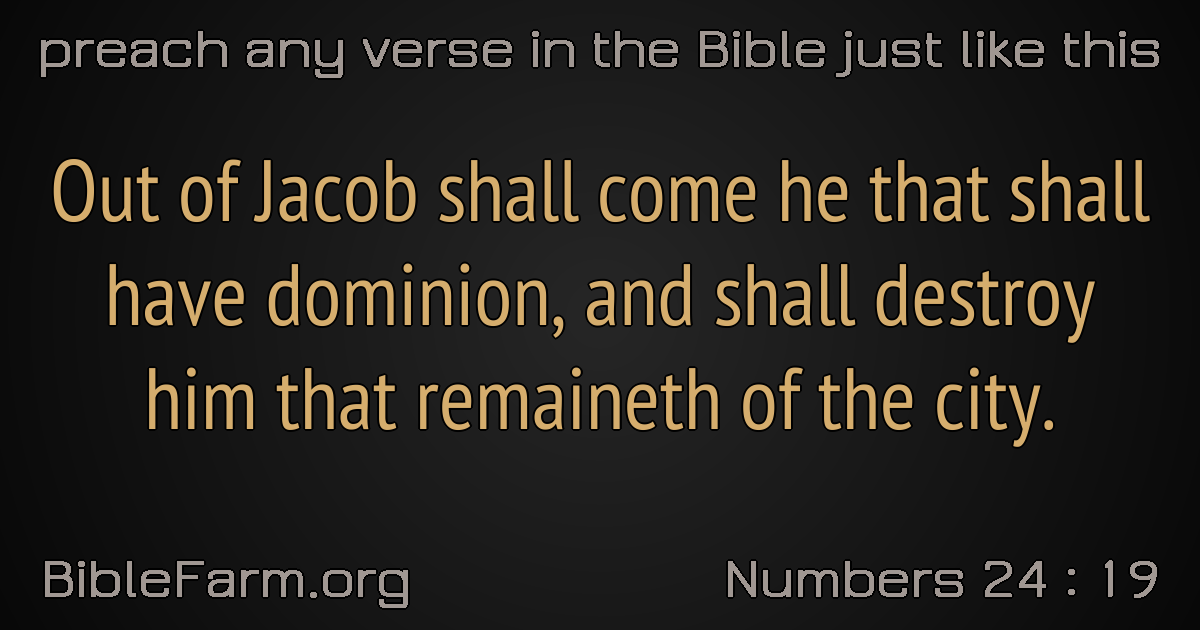 preach any verse in the Bible just like this
Out of Jacob shall come he that shall
have dominion, and shall destroy
him that remaineth of the city.
BibleFarm.org
Numbers 24 : 19